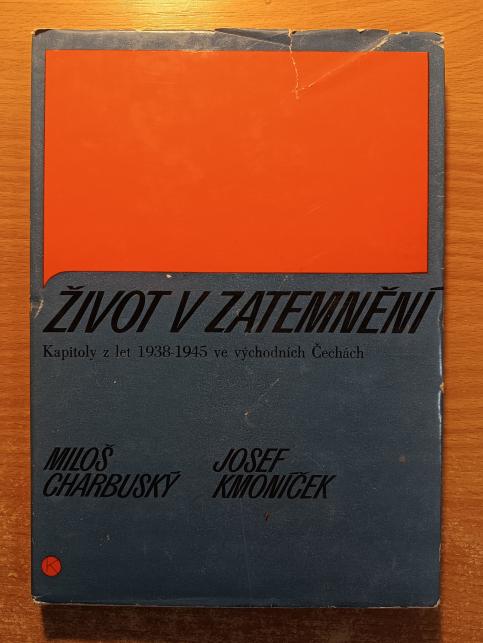 ŽIVOT V ZATEMNĚNÍ
Kapitoly z let 1938-1945 ve východních Čechách
MILOŠ JOSEF
CHARBUSKÝ KMONÍČEK
K